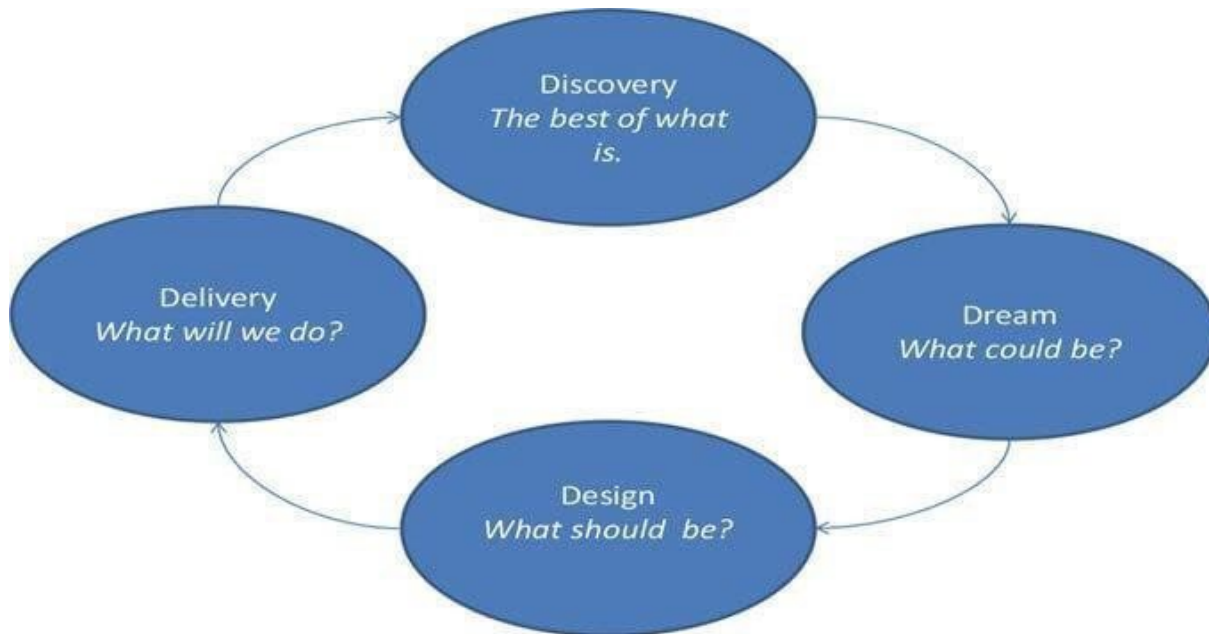 Discovery
The best of what
is.
Dream
What could be?
Design
What should  be?
Delivery
What will we do?